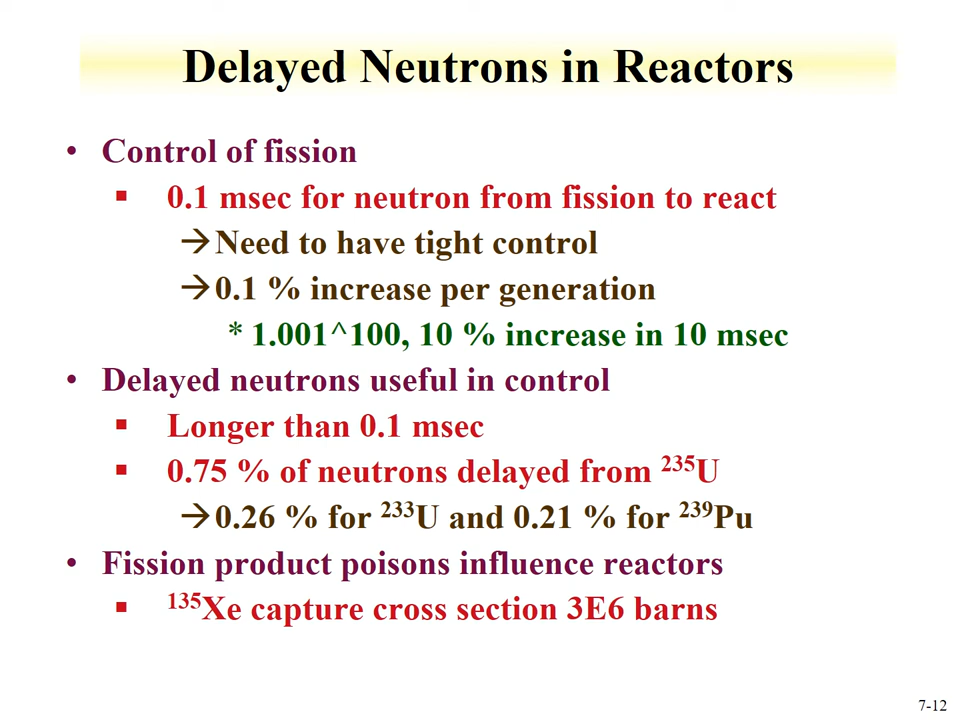 Delayed Neutrons in Reactors
• Control of fission
▪ 0.1 msec for neutron from fission to react
→Need to have tight control
→0.1 % increase per generation
* 1.001^100, 10 % increase in 10 msec
• Delayed neutrons useful in control
▪ Longer than 0.1 msec
▪ 0.75 % of neutrons delayed from ²³⁵U
→0.26 % for ²³³U and 0.21 % for ²³⁹Pu
• Fission product poisons influence reactors
▪ ¹³⁵Xe capture cross section 3E6 barns
7-12